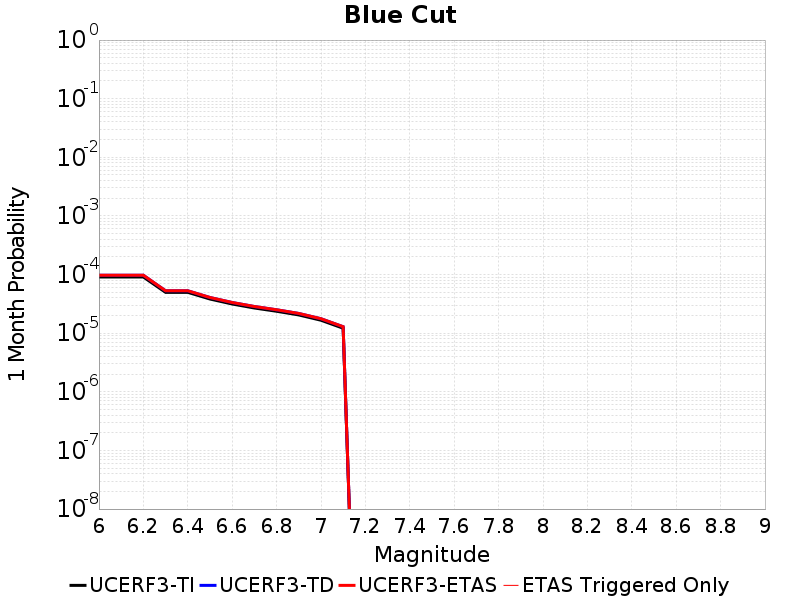 Blue Cut
10^0
10^-1
10^-2
10^-3
10^-4
10^-5
10^-6
10^-7
10^-8
1 Month Probability
6 6.2 6.4 6.6 6.8 7 7.2 7.4 7.6 7.8 8 8.2 8.4 8.6 8.8 9
Magnitude
UCERF3-TI UCERF3-TD UCERF3-ETAS ETAS Triggered Only